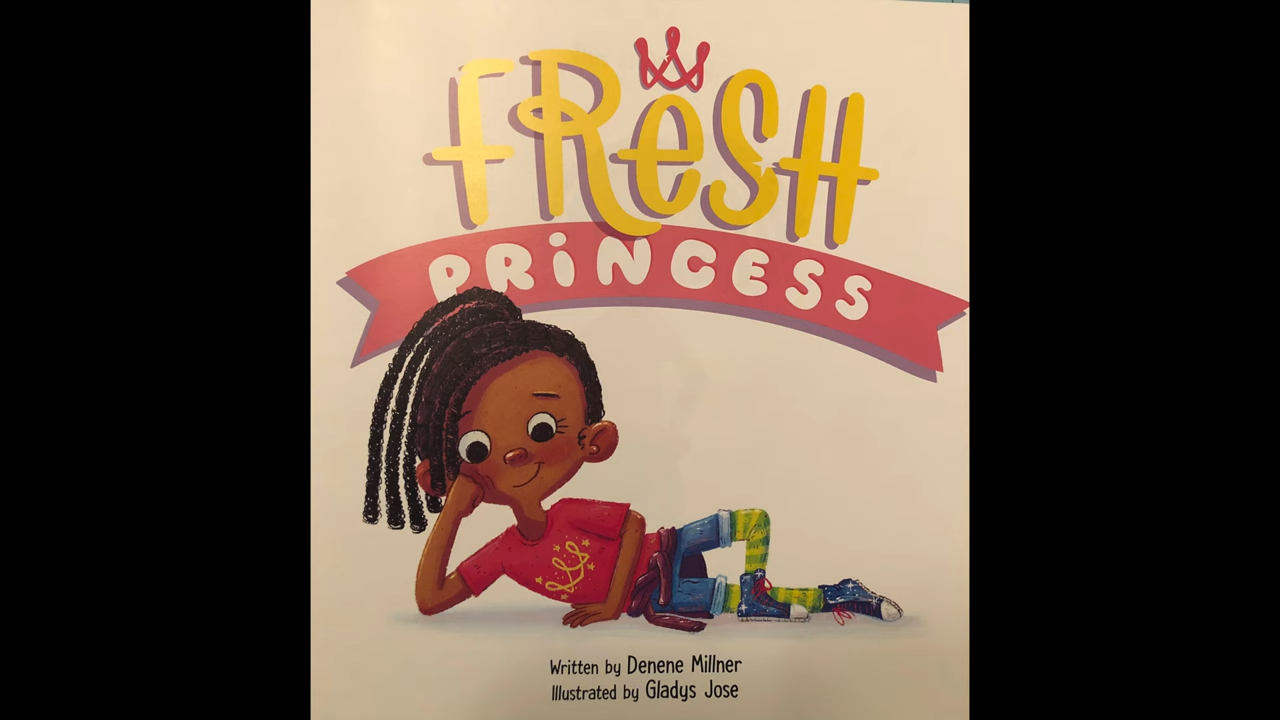 FRESH
PRINCESS
Written by Denene Millner
Illustrated by Gladys Jose